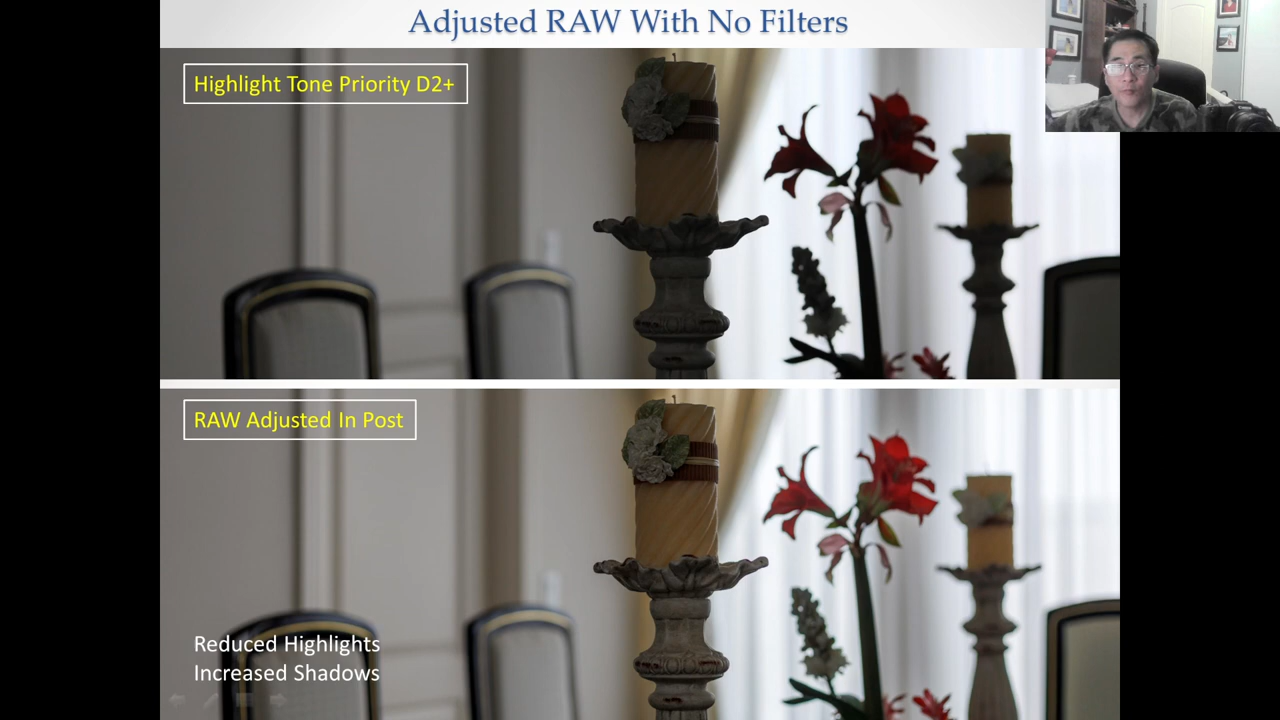 Adjusted RAW With No Filters
Highlight Tone Priority D2+
RAW Adjusted In Post
Reduced Highlights
Increased Shadows